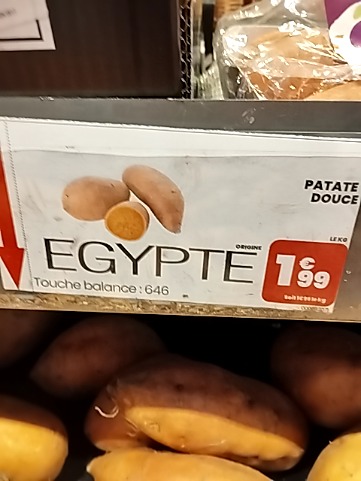 PATATE
DOUCE
ORIGINE
EGYPTE
LE KG
1€99
Touche balance : 646